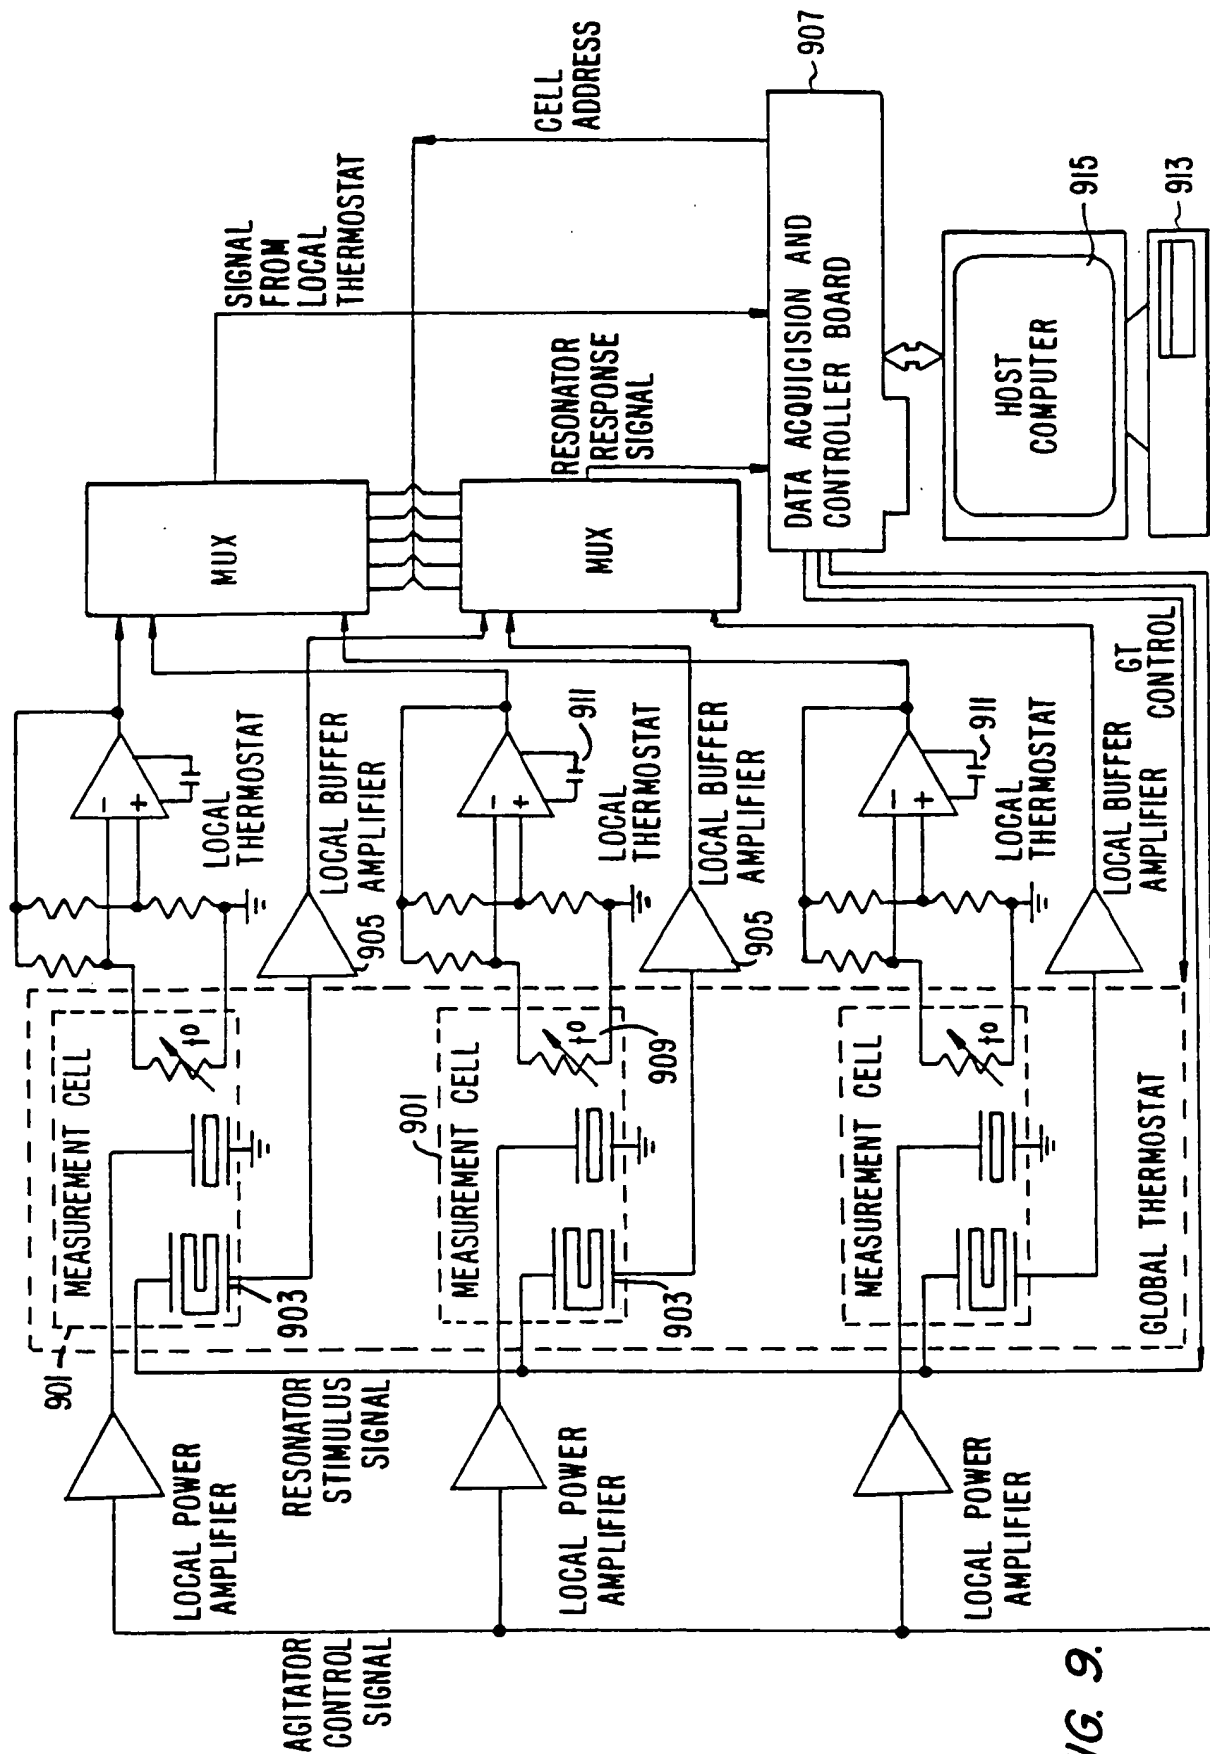 AGITATOR
CONTROL
SIGNAL
LOCAL POWER
AMPLIFIER
RESONATOR
STIMULUS
SIGNAL
LOCAL POWER
AMPLIFIER
LOCAL POWER
AMPLIFIER
901
MEASUREMENT CELL
903
t°
901
MEASUREMENT CELL
903
t°
909
MEASUREMENT CELL
t°
GLOBAL THERMOSTAT
-
+
LOCAL
THERMOSTAT
905
LOCAL BUFFER
AMPLIFIER
-
+
911
LOCAL
THERMOSTAT
905
LOCAL BUFFER
AMPLIFIER
-
+
911
LOCAL
THERMOSTAT
LOCAL BUFFER
AMPLIFIER
GT
CONTROL
MUX
MUX
SIGNAL
FROM
LOCAL
THERMOSTAT
RESONATOR
RESPONSE
SIGNAL
CELL
ADDRESS
907
DATA ACQUICISION AND
CONTROLLER BOARD
HOST
COMPUTER
915
913
IG. 9.